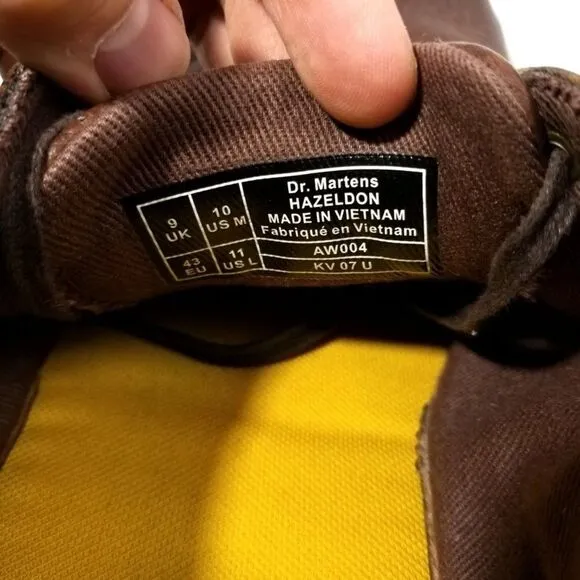 9
UK
10
US M
43
EU
11
US L
Dr. Martens
HAZELDON
MADE IN VIETNAM
Fabriqué en Vietnam
AW004
KV 07 U